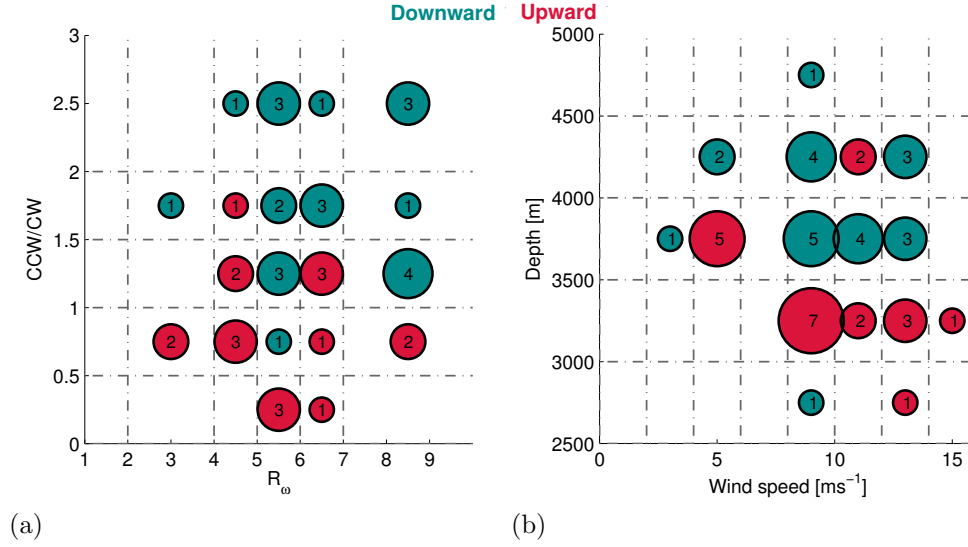 Downward Upward
3
2.5
2
1.5
1
0.5
0
CCW/CW
1 3 1 3
1 1 2 3 1
2 3 3 4
2 3 1 1 2
3 1
1 2 3 4 5 6 7 8 9
R_ω
(a)
5000
4500
4000
3500
3000
2500
Depth [m]
1
2 4 2 3
1 5 5 4 3
7 2 3 1
1 1
0 5 10 15
Wind speed [ms⁻¹]
(b)